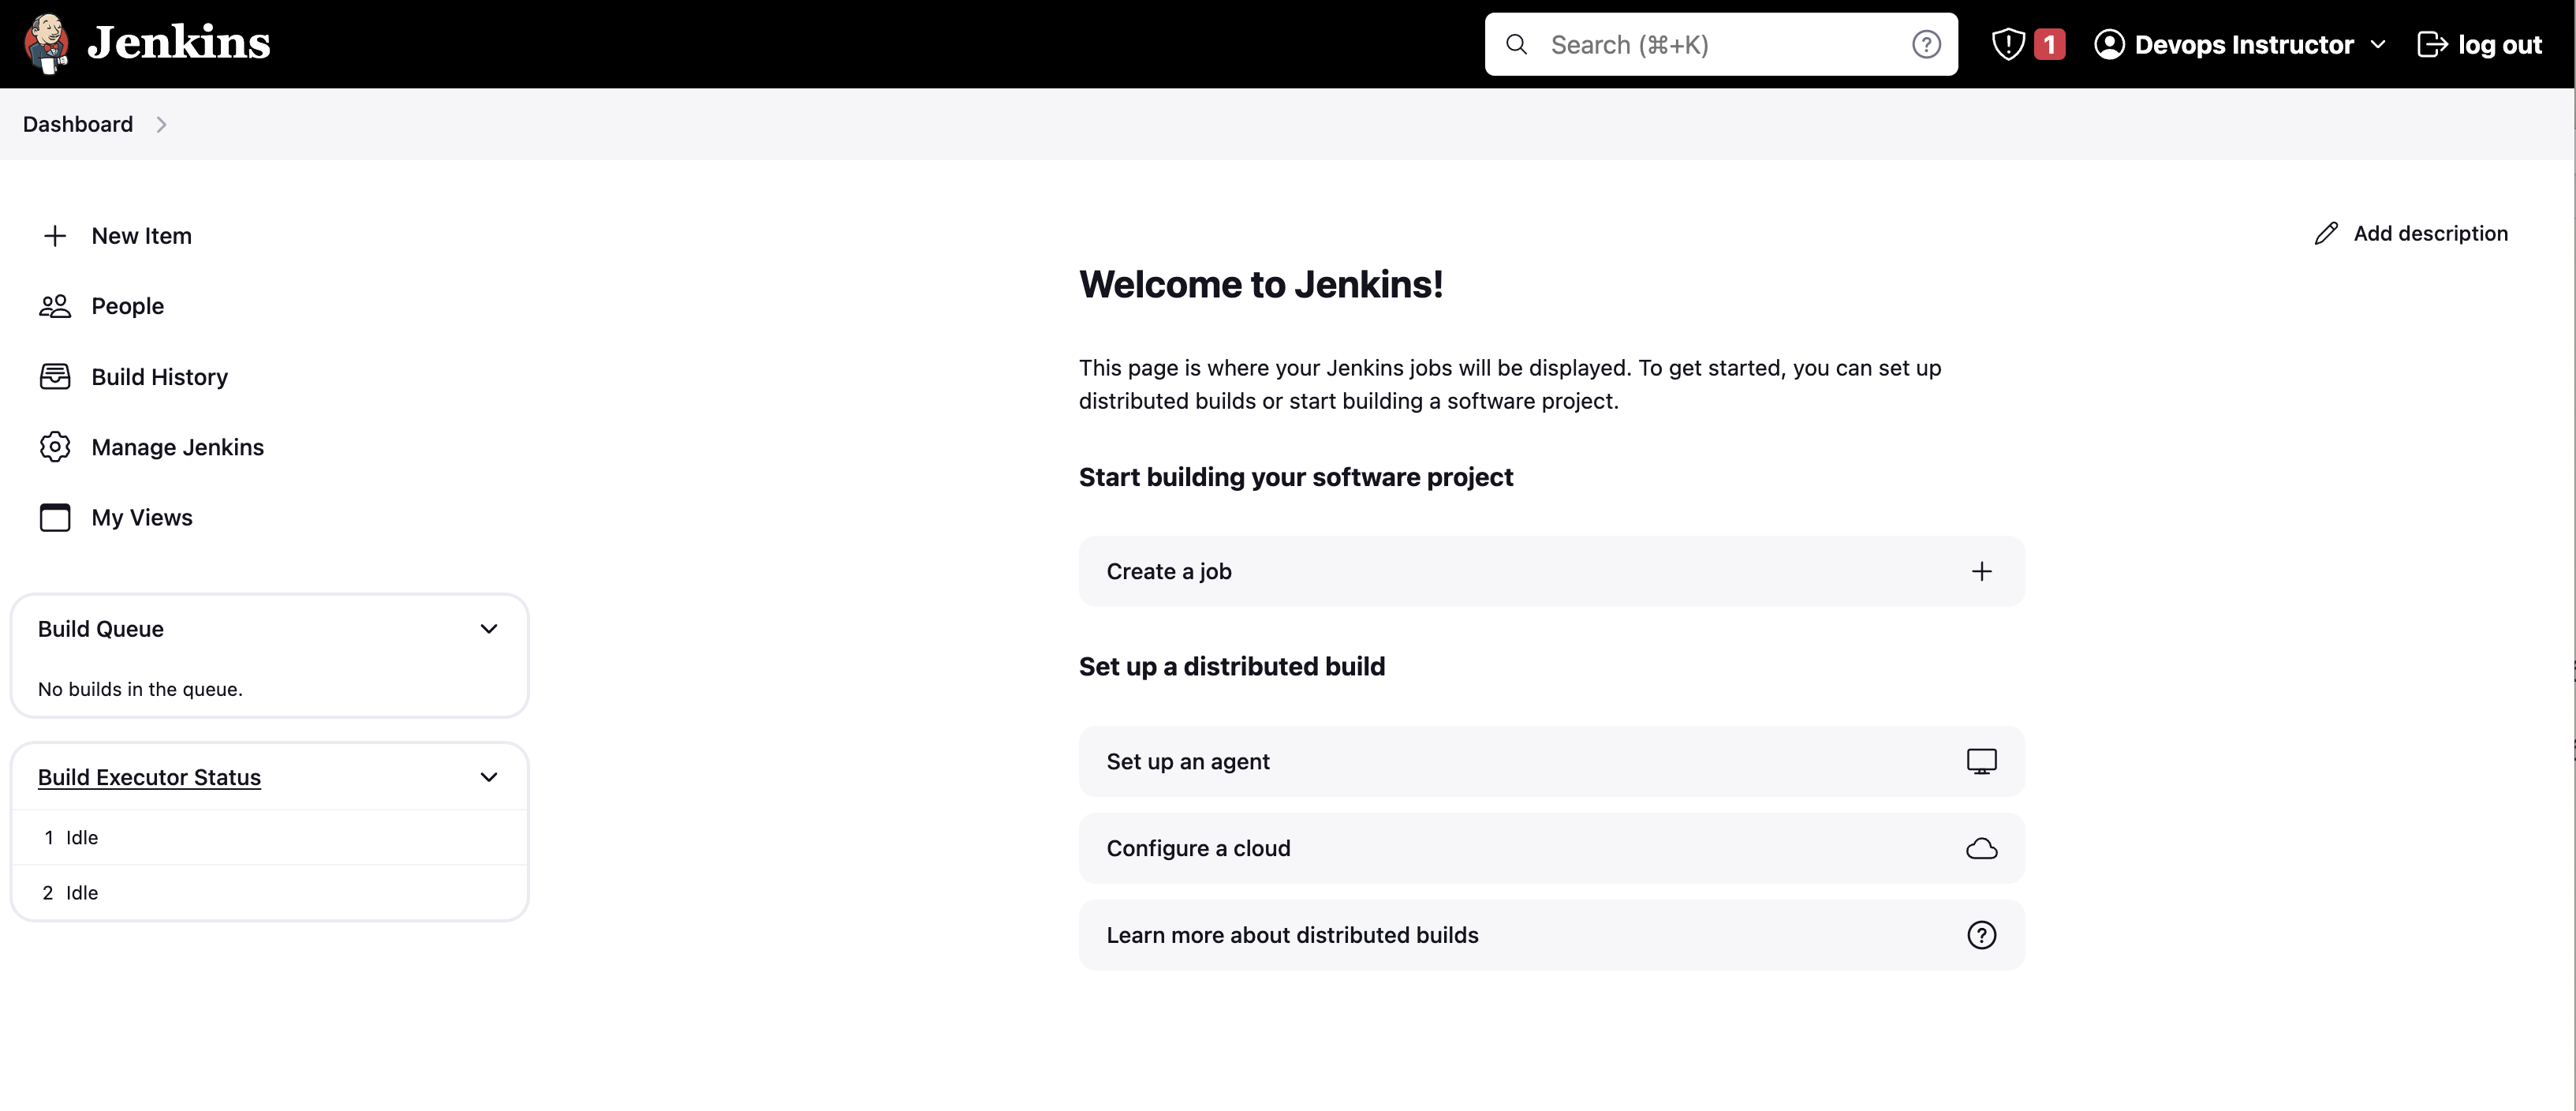 Jenkins
Search (⌘+K)
1
Devops Instructor
log out
Dashboard
New Item
People
Build History
Manage Jenkins
My Views
Build Queue
No builds in the queue.
Build Executor Status
1 Idle
2 Idle
Add description
Welcome to Jenkins!
This page is where your Jenkins jobs will be displayed. To get started, you can set up
distributed builds or start building a software project.
Start building your software project
Create a job
Set up a distributed build
Set up an agent
Configure a cloud
Learn more about distributed builds